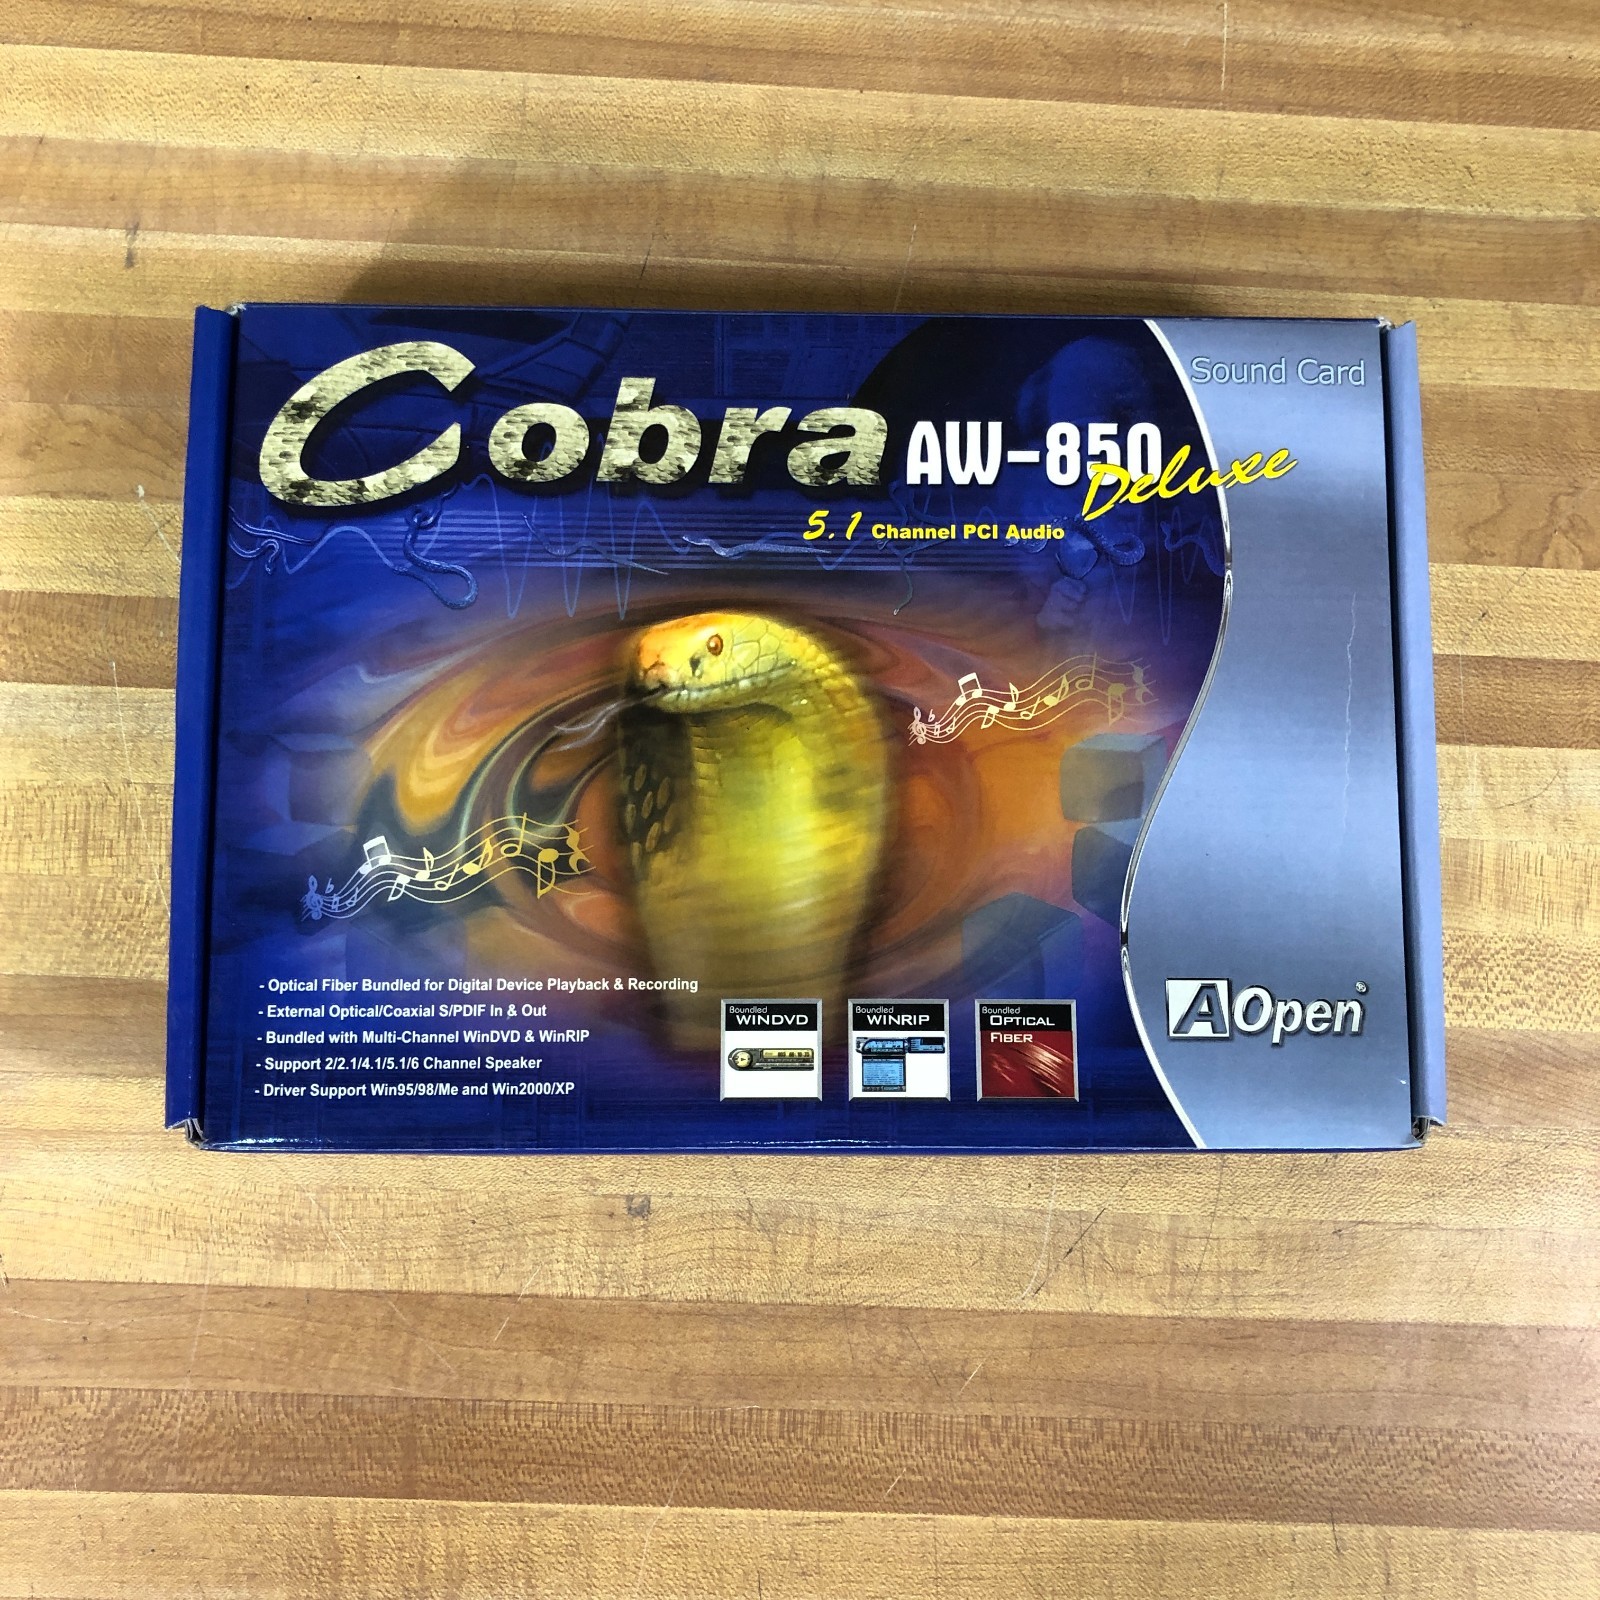 Sound Card
Cobra AW-850
Deluxe
5.1 Channel PCI Audio
- Optical Fiber Bundled for Digital Device Playback & Recording
- External Optical/Coaxial S/PDIF In & Out
- Bundled with Multi-Channel WinDVD & WinRIP
- Support 2/2.1/4.1/5.1/6 Channel Speaker
- Driver Support Win95/98/Me and Win2000/XP
Boundled
WINDVD
Boundled
WINRIP
Boundled
OPTICAL
FIBER
AOpen®